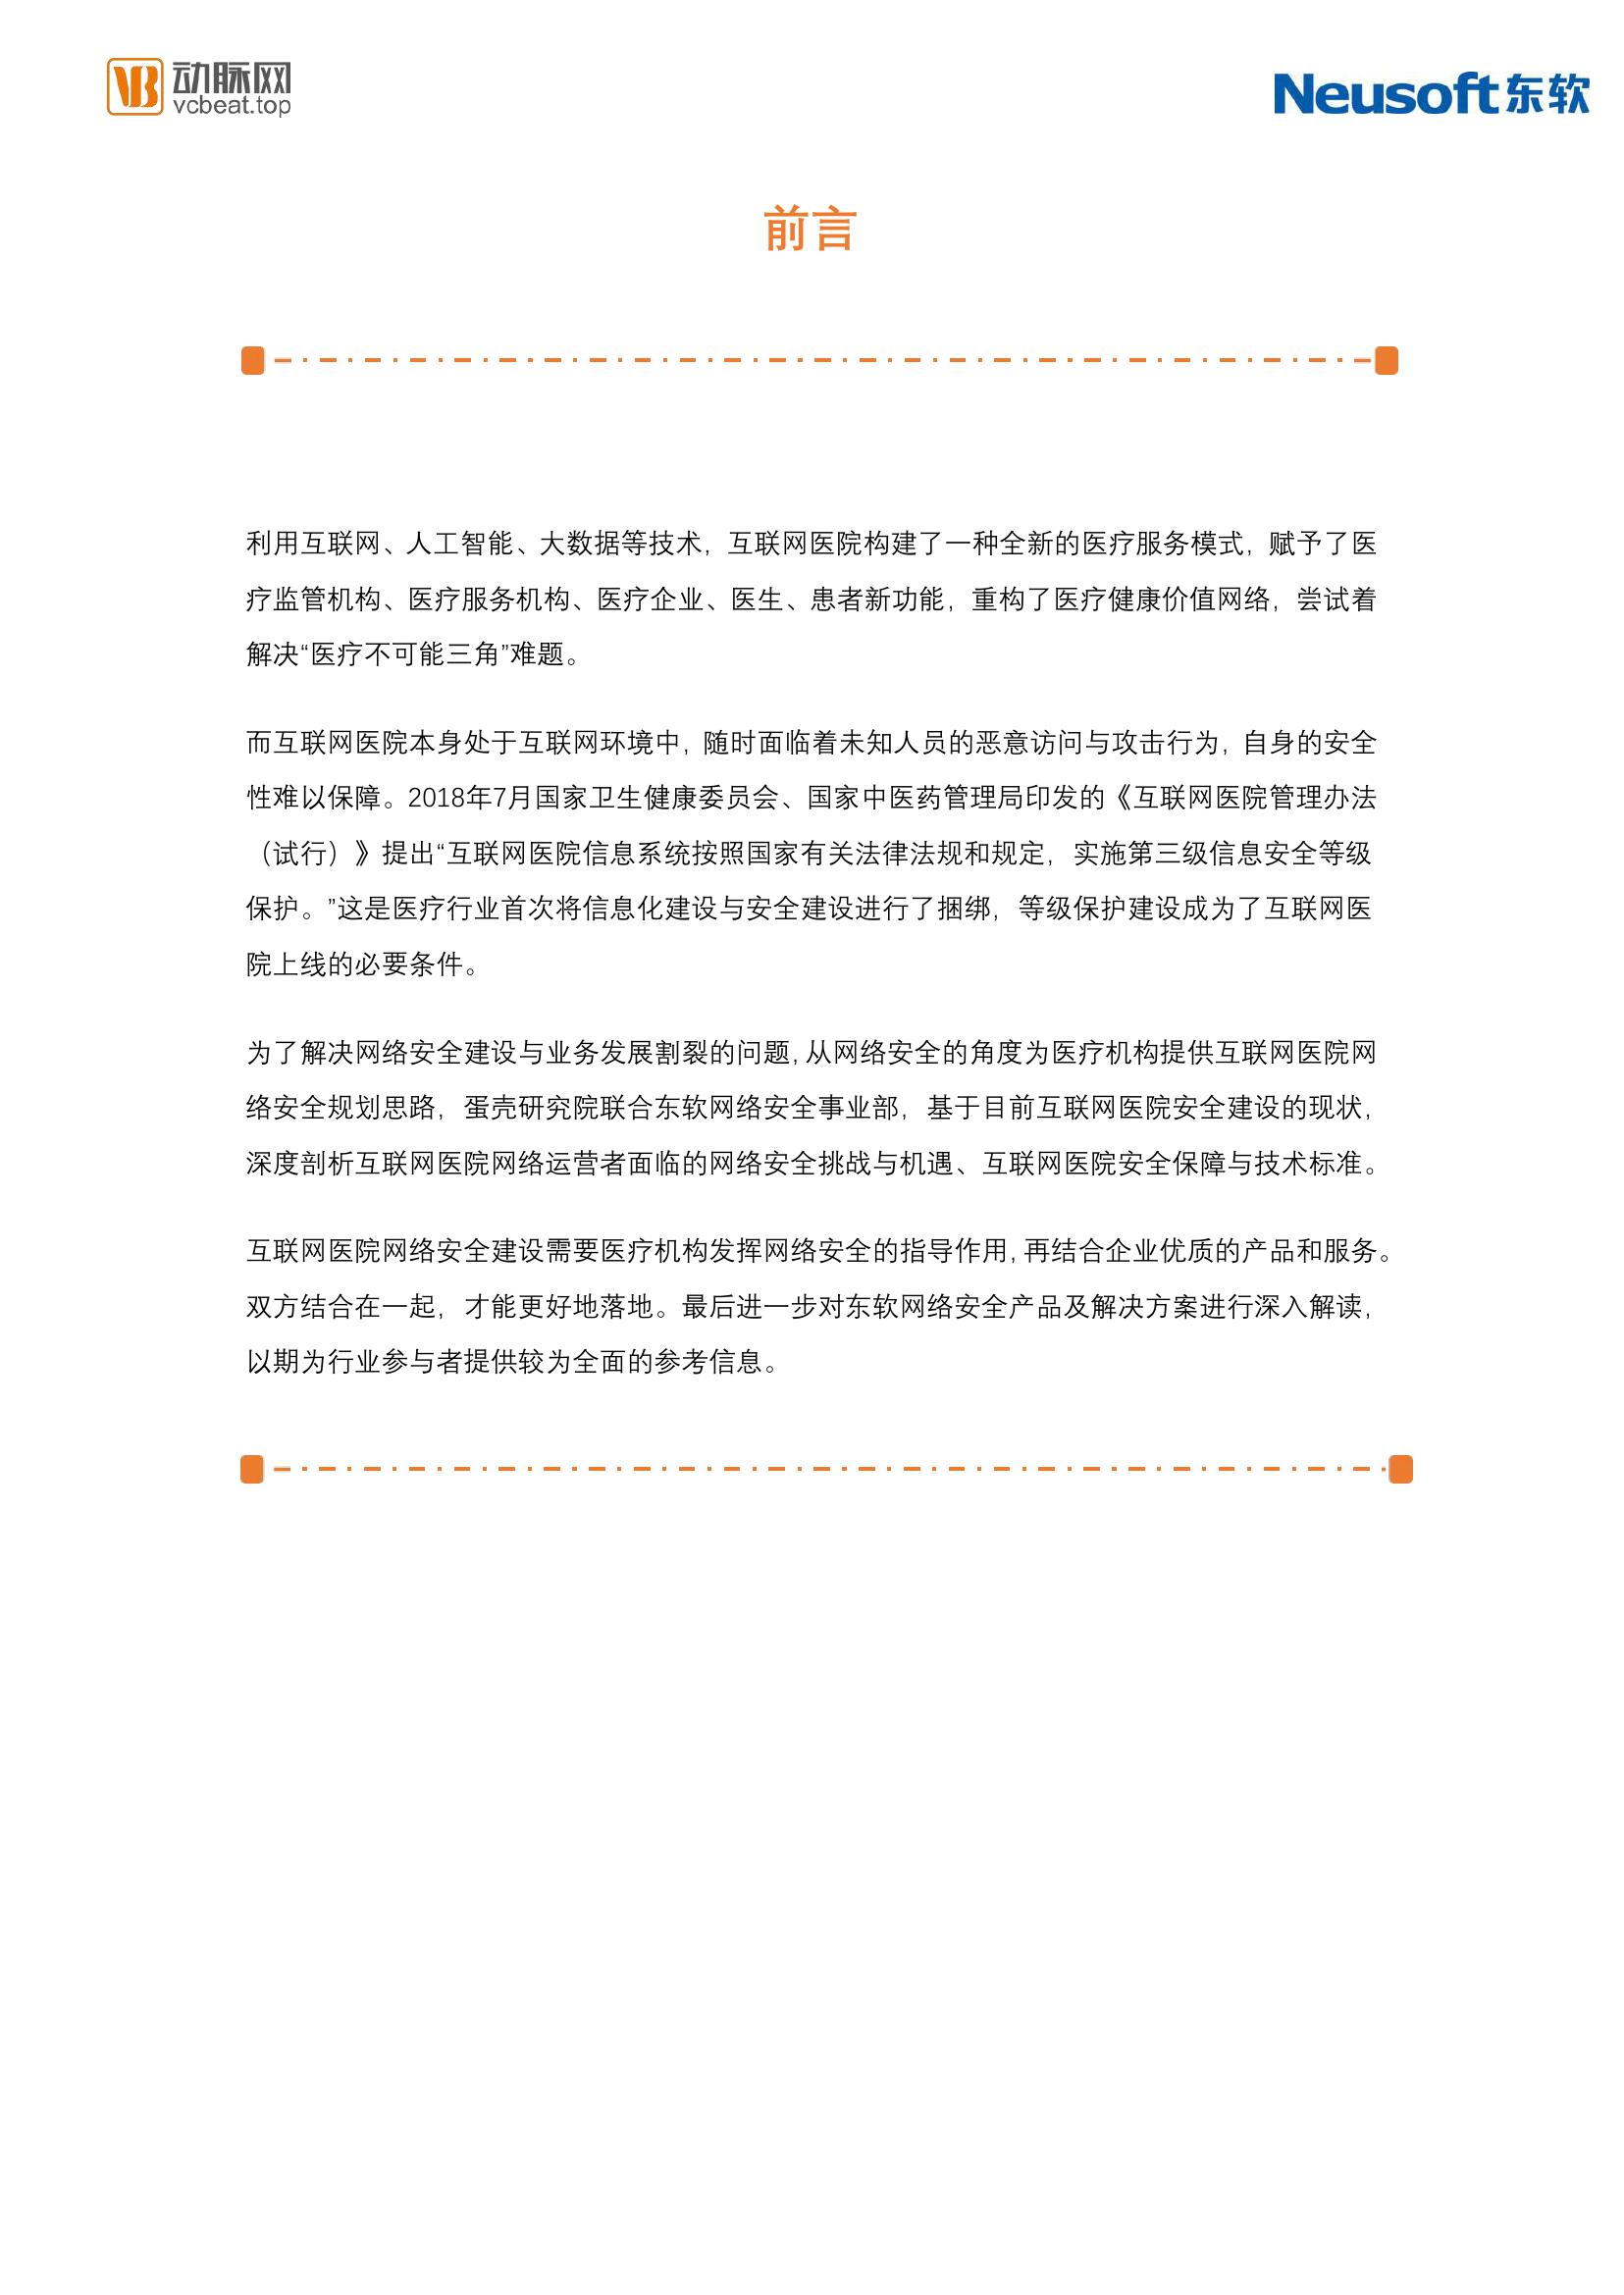 动脉网
vcbeat.top
Neusoft东软
前言
利用互联网、人工智能、大数据等技术，互联网医院构建了一种全新的医疗服务模式，赋予了医
疗监管机构、医疗服务机构、医疗企业、医生、患者新功能，重构了医疗健康价值网络，尝试着
解决“医疗不可能三角”难题。
而互联网医院本身处于互联网环境中，随时面临着未知人员的恶意访问与攻击行为，自身的安全
性难以保障。2018年7月国家卫生健康委员会、国家中医药管理局印发的《互联网医院管理办法
（试行）》提出“互联网医院信息系统按照国家有关法律法规和规定，实施第三级信息安全等级
保护。”这是医疗行业首次将信息化建设与安全建设进行了捆绑，等级保护建设成为了互联网医
院上线的必要条件。
为了解决网络安全建设与业务发展割裂的问题，从网络安全的角度为医疗机构提供互联网医院网
络安全规划思路，蛋壳研究院联合东软网络安全事业部，基于目前互联网医院安全建设的现状，
深度剖析互联网医院网络运营者面临的网络安全挑战与机遇、互联网医院安全保障与技术标准。
互联网医院网络安全建设需要医疗机构发挥网络安全的指导作用，再结合企业优质的产品和服务。
双方结合在一起，才能更好地落地。最后进一步对东软网络安全产品及解决方案进行深入解读，
以期为行业参与者提供较为全面的参考信息。